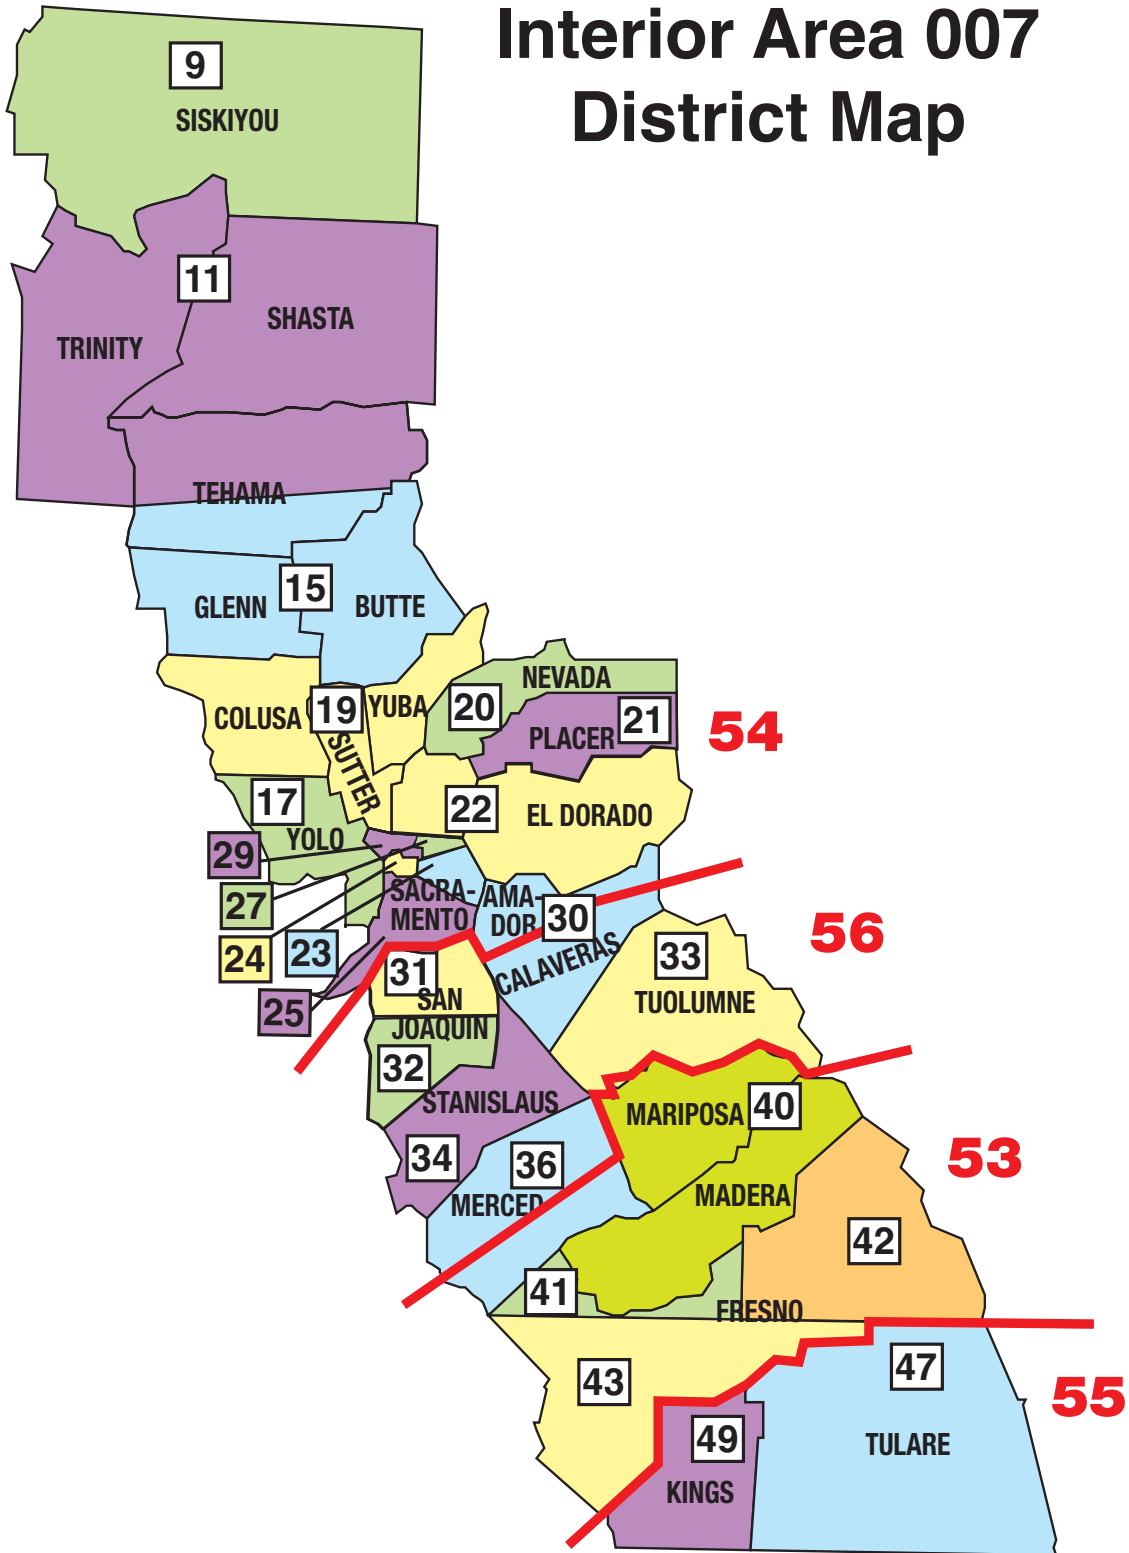 Interior Area 007
District Map
9
SISKIYOU
11
SHASTA
TRINITY
TEHAMA
15
GLENN
BUTTE
NEVADA
20
21
19
YUBA
COLUSA
PLACER
54
SUTTER
17
22
EL DORADO
YOLO
29
27
SACRA-
MENTO
AMA-
DOR
30
56
24
23
CALAVERAS
33
31
25
SAN
JOAQUIN
TUOLUMNE
32
STANISLAUS
MARIPOSA
40
34
36
53
MERCED
MADERA
42
41
FRESNO
43
47
55
49
TULARE
KINGS